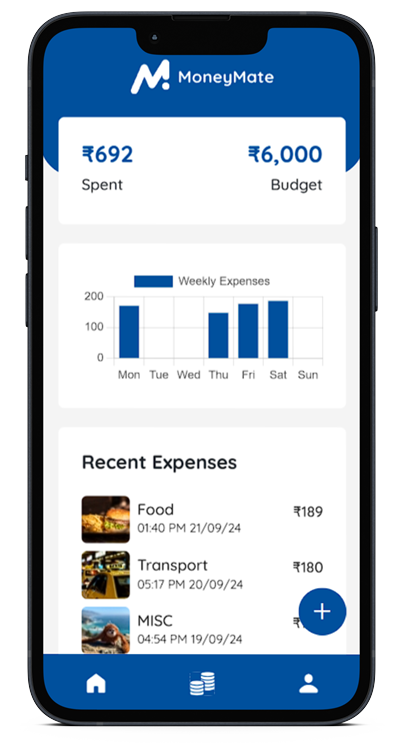 MoneyMate
₹692 ₹6,000
Spent Budget
Weekly Expenses
200
100
0
Mon Tue Wed Thu Fri Sat Sun
Recent Expenses
Food ₹189
01:40 PM 21/09/24
Transport ₹180
05:17 PM 20/09/24
MISC
04:54 PM 19/09/24